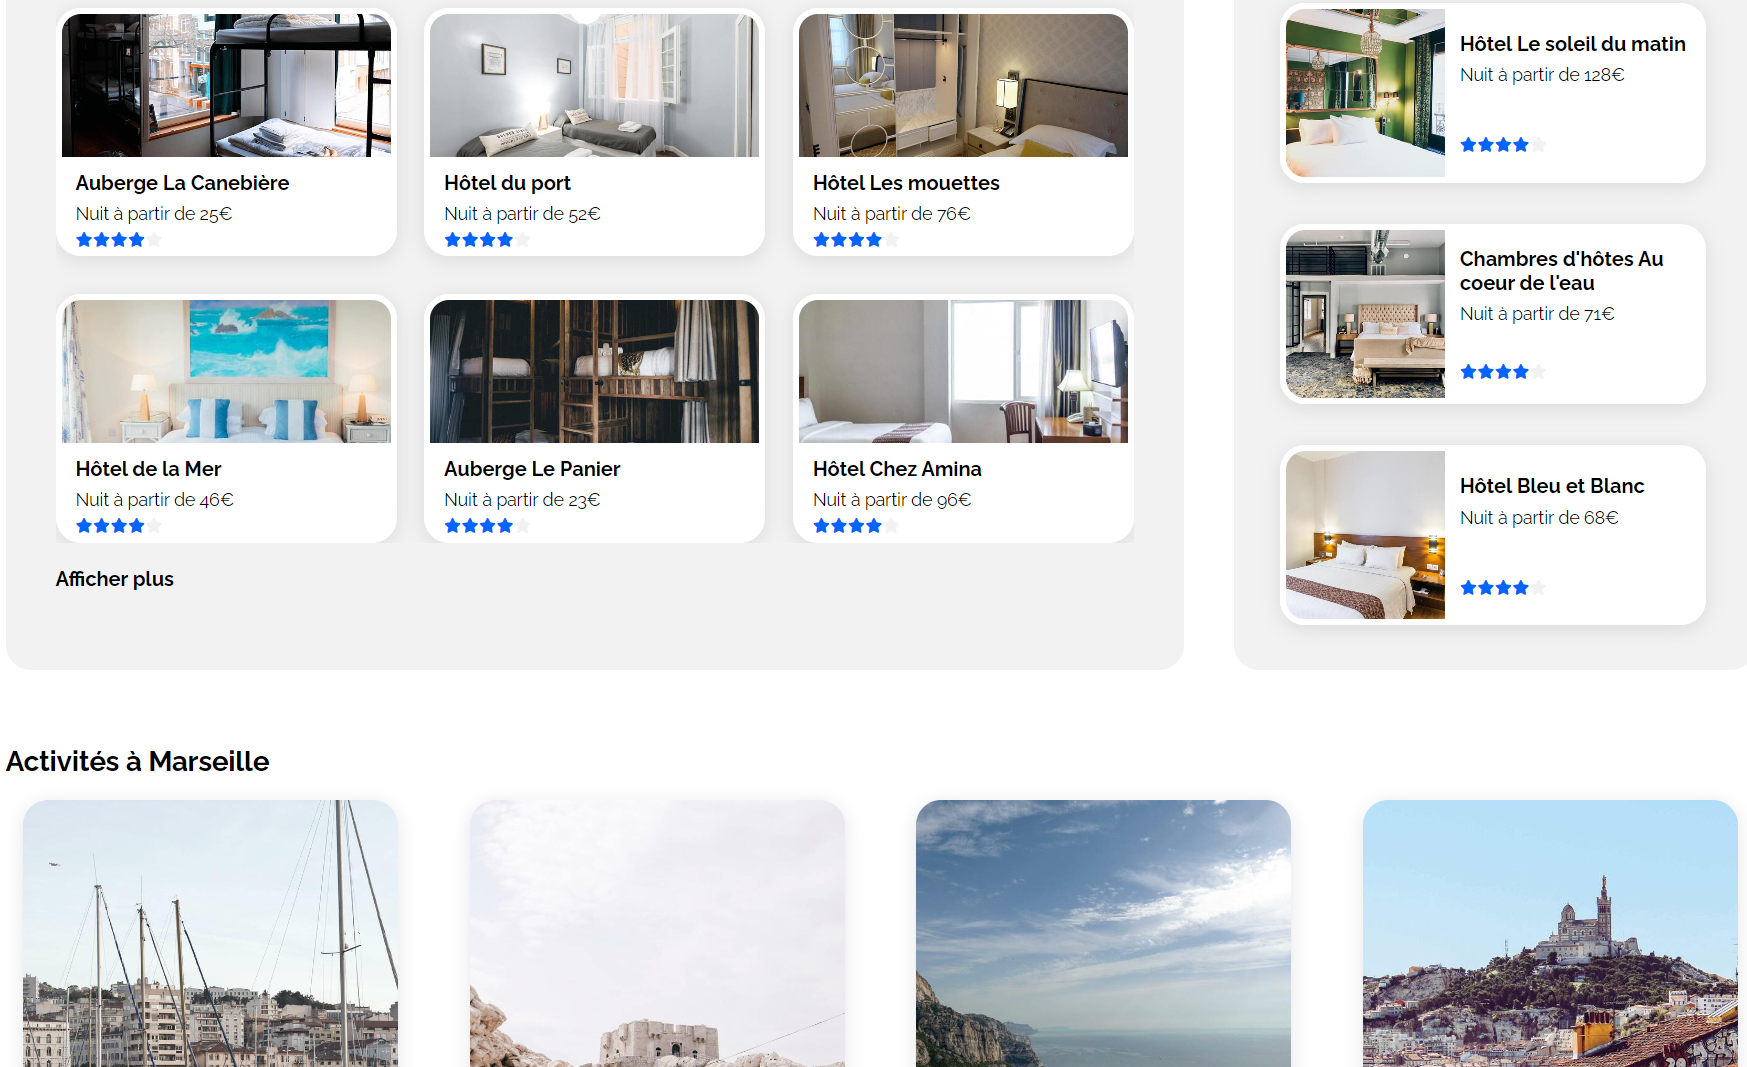 Auberge La Canebière
Nuit à partir de 25€
Hôtel du port
Nuit à partir de 52€
Hôtel Les mouettes
Nuit à partir de 76€
Hôtel de la Mer
Nuit à partir de 46€
Auberge Le Panier
Nuit à partir de 23€
Hôtel Chez Amina
Nuit à partir de 96€
Afficher plus
Hôtel Le soleil du matin
Nuit à partir de 128€
Chambres d'hôtes Au
coeur de l'eau
Nuit à partir de 71€
Hôtel Bleu et Blanc
Nuit à partir de 68€
Activités à Marseille